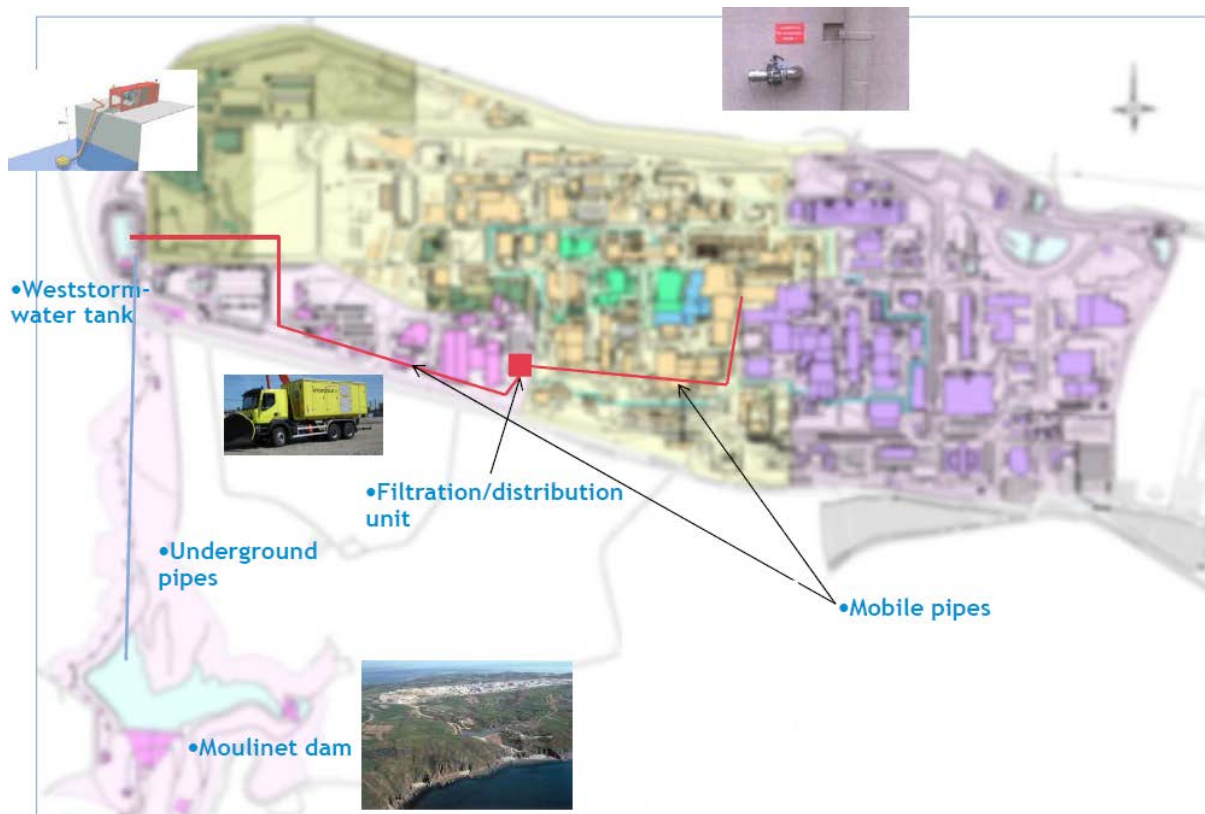 •Weststorm-
water tank
•Filtration/distribution
unit
•Underground
pipes
•Mobile pipes
•Moulinet dam